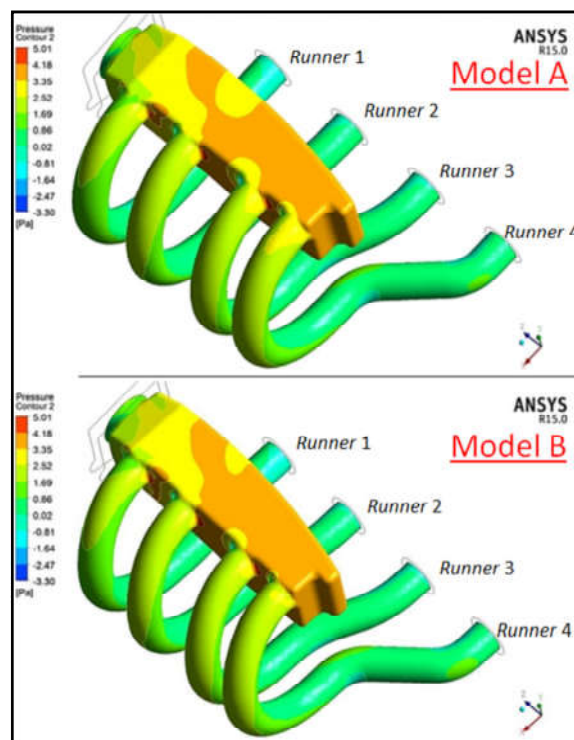 Pressure
Contour 2
5.01
4.18
3.35
2.52
1.69
0.86
0.02
-0.81
-1.64
-2.47
-3.30
[Pa]
ANSYS
R15.0
Model A
Runner 1
Runner 2
Runner 3
Runner 4
Pressure
Contour 2
5.01
4.18
3.35
2.52
1.69
0.86
0.02
-0.81
-1.64
-2.47
-3.30
[Pa]
ANSYS
R15.0
Model B
Runner 1
Runner 2
Runner 3
Runner 4